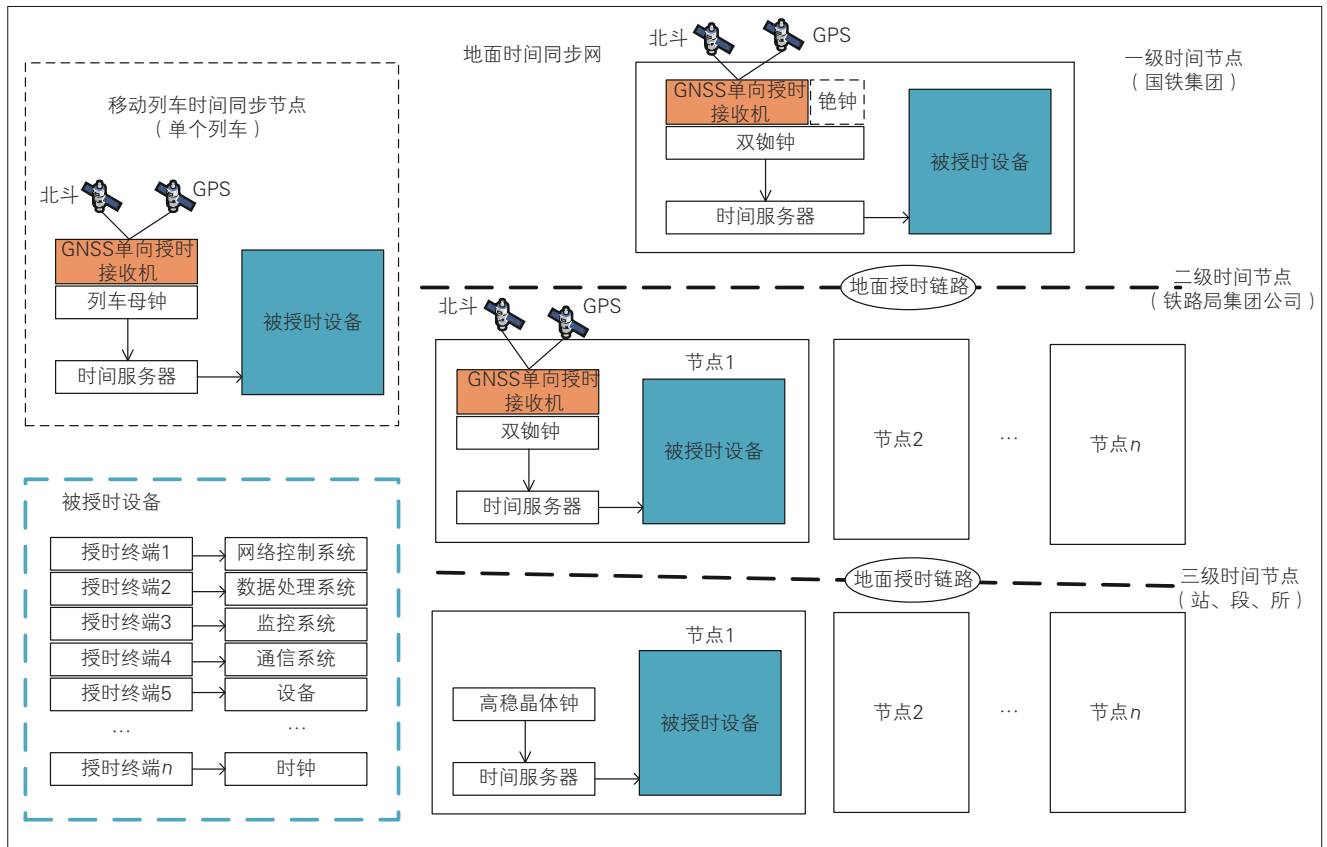 地面时间同步网
北斗
GPS
一级时间节点
（国铁集团）
GNSS单向授时
接收机
铯钟
双铷钟
时间服务器
被授时设备
移动列车时间同步节点
（单个列车）
北斗
GPS
GNSS单向授时
接收机
列车母钟
时间服务器
被授时设备
地面授时链路
二级时间节点
（铁路局集团公司）
北斗
GPS
节点1
GNSS单向授时
接收机
双铷钟
时间服务器
被授时设备
节点2
…
节点n
被授时设备
授时终端1
网络控制系统
授时终端2
数据处理系统
授时终端3
监控系统
授时终端4
通信系统
授时终端5
设备
…
…
授时终端n
时钟
地面授时链路
三级时间节点
（站、段、所）
节点1
高稳晶体钟
时间服务器
被授时设备
节点2
…
节点n